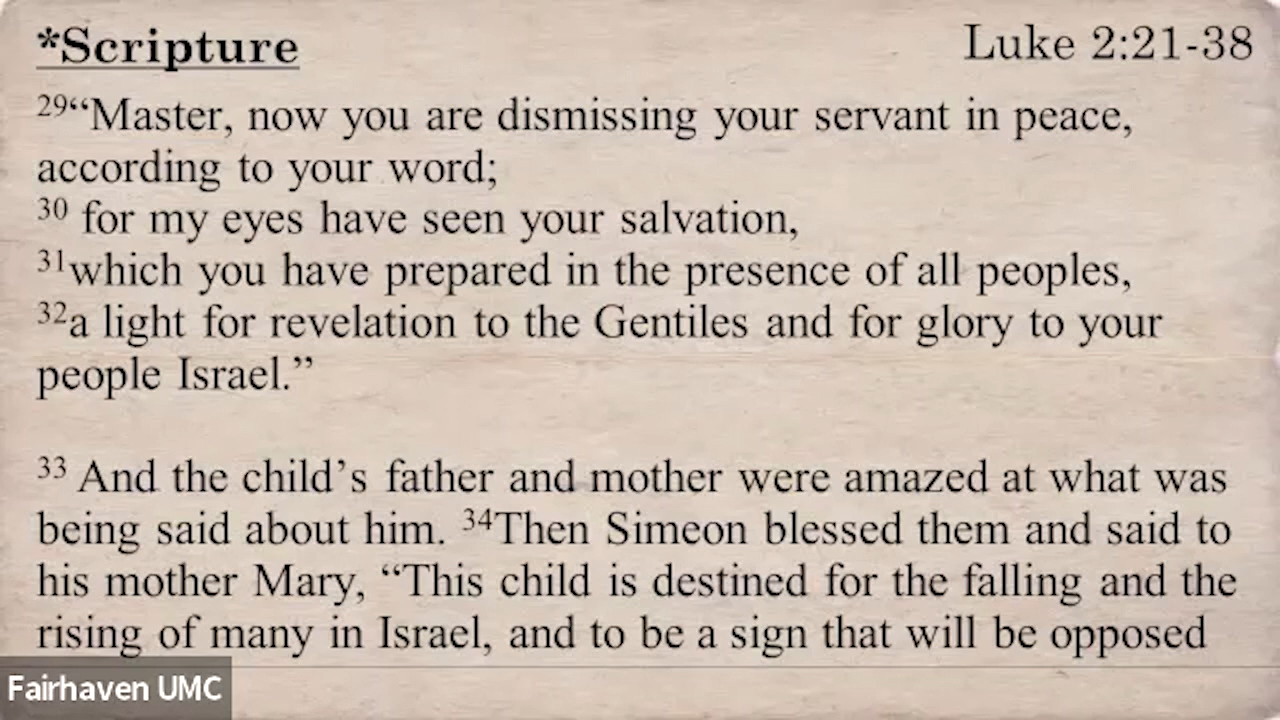 *Scripture Luke 2:21-38
²⁹“Master, now you are dismissing your servant in peace,
according to your word;
³⁰ for my eyes have seen your salvation,
³¹which you have prepared in the presence of all peoples,
³²a light for revelation to the Gentiles and for glory to your
people Israel.”
³³ And the child’s father and mother were amazed at what was
being said about him. ³⁴Then Simeon blessed them and said to
his mother Mary, “This child is destined for the falling and the
rising of many in Israel, and to be a sign that will be opposed
Fairhaven UMC